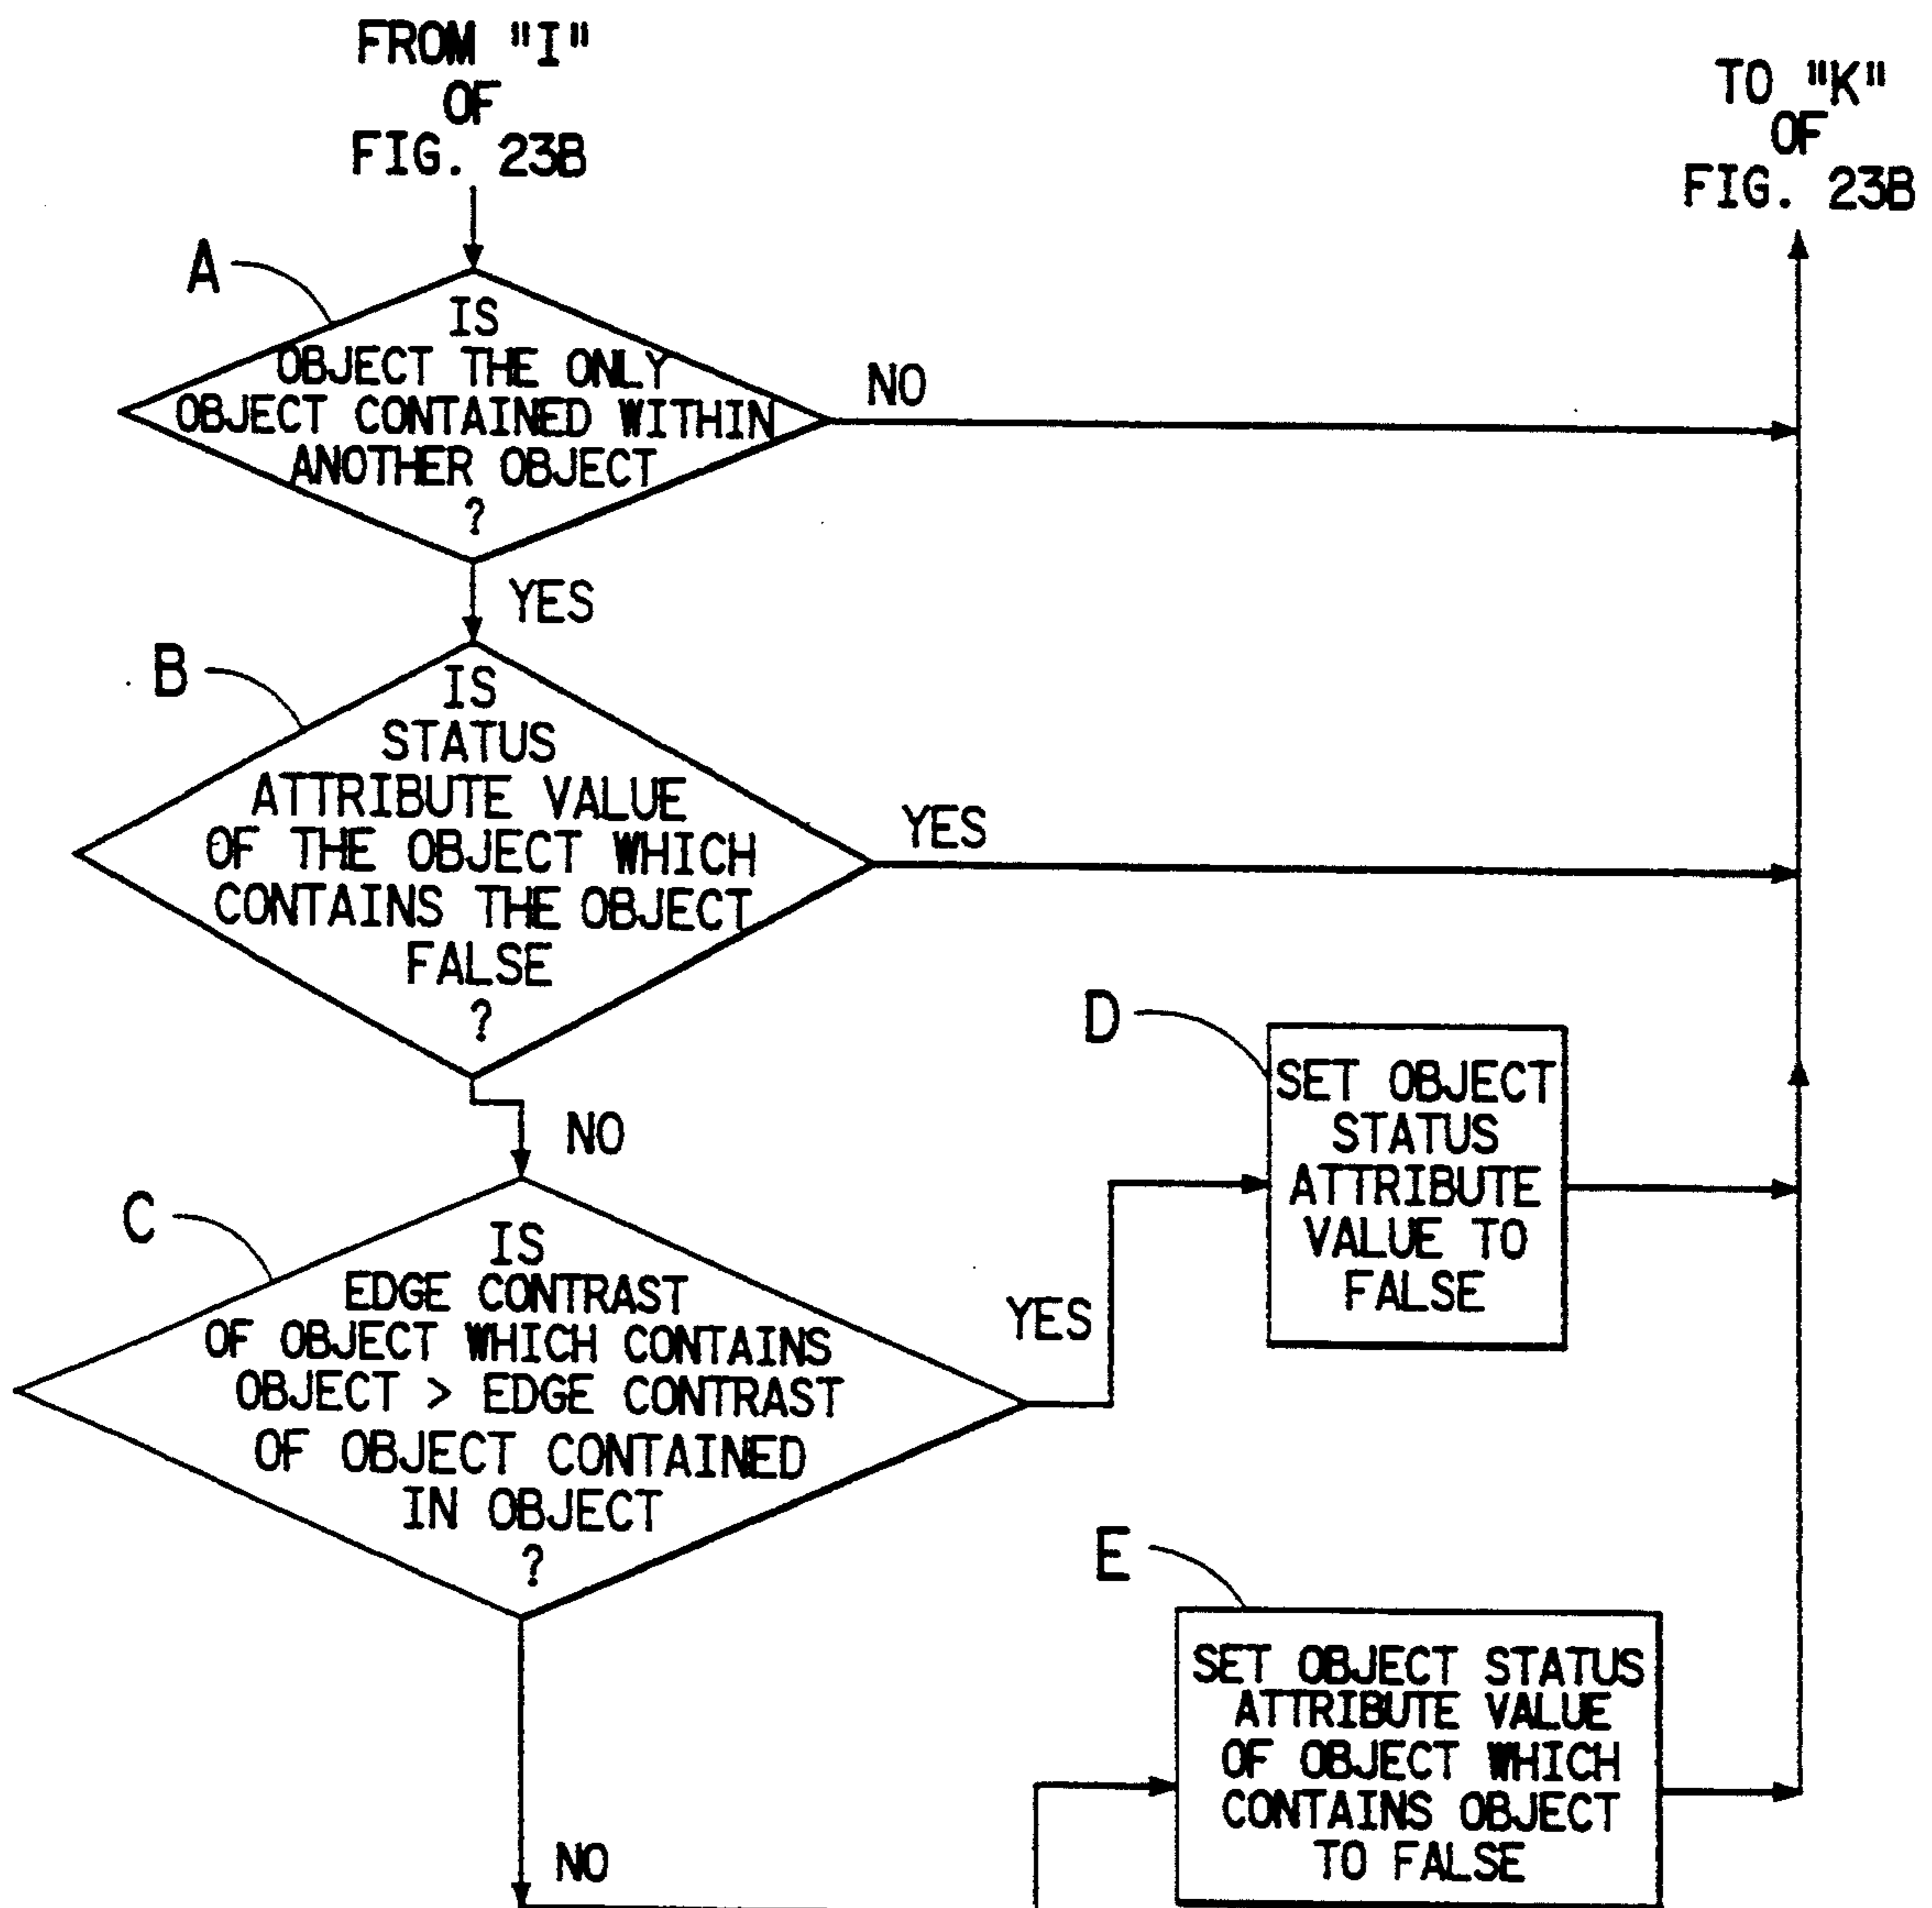 FROM "I"
OF
FIG. 23B
TO "K"
OF
FIG. 23B
A
IS
OBJECT THE ONLY
OBJECT CONTAINED WITHIN
ANOTHER OBJECT
?
NO
YES
B
IS
STATUS
ATTRIBUTE VALUE
OF THE OBJECT WHICH
CONTAINS THE OBJECT
FALSE
?
YES
NO
C
IS
EDGE CONTRAST
OF OBJECT WHICH CONTAINS
OBJECT > EDGE CONTRAST
OF OBJECT CONTAINED
IN OBJECT
?
YES
D
SET OBJECT
STATUS
ATTRIBUTE
VALUE TO
FALSE
NO
E
SET OBJECT STATUS
ATTRIBUTE VALUE
OF OBJECT WHICH
CONTAINS OBJECT
TO FALSE